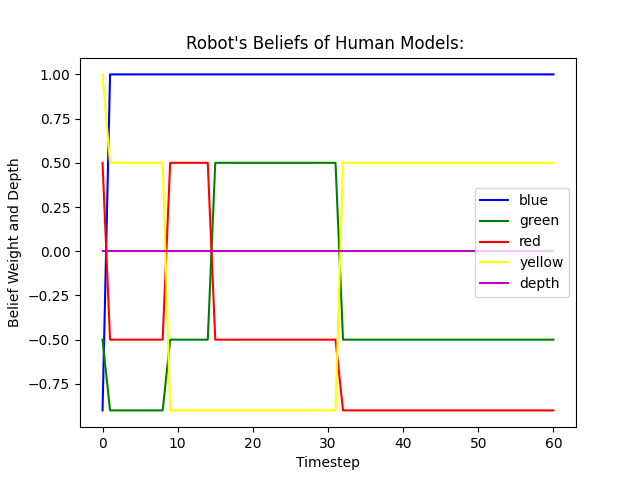 Robot's Beliefs of Human Models:
Belief Weight and Depth
1.00
0.75
0.50
0.25
0.00
−0.25
−0.50
−0.75
blue
green
red
yellow
depth
0 10 20 30 40 50 60
Timestep